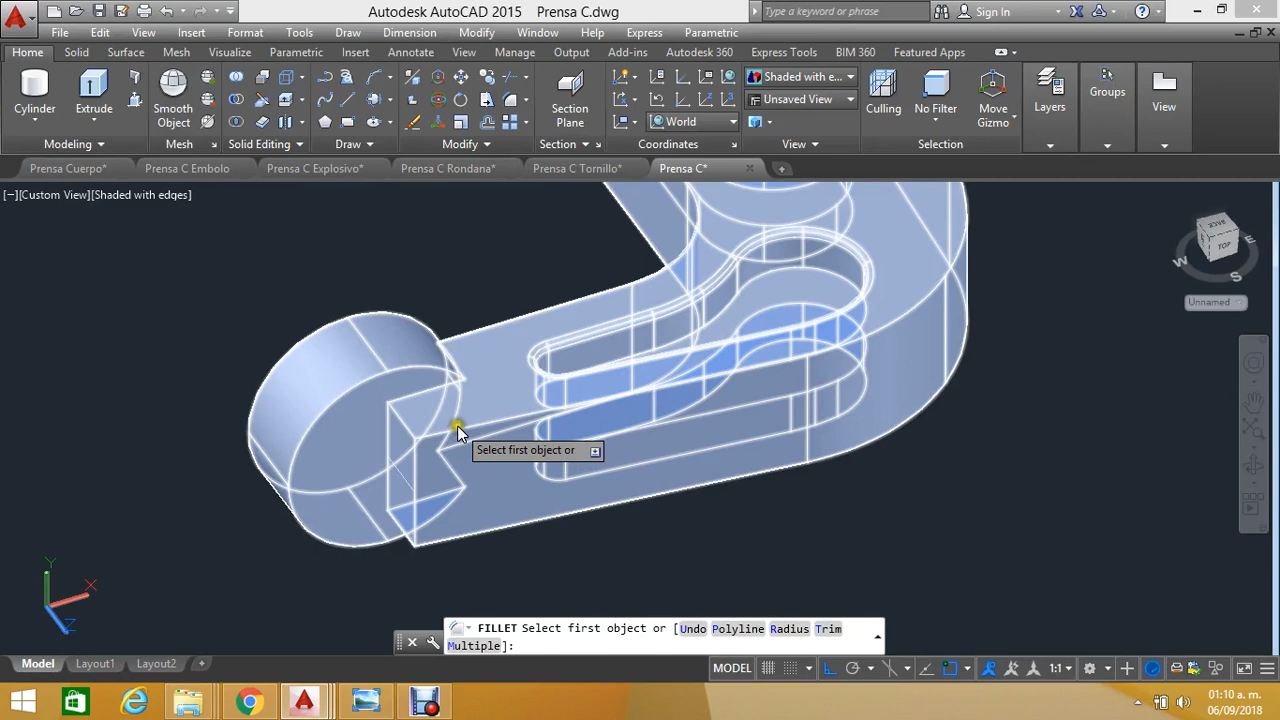 Autodesk AutoCAD 2015 Prensa C.dwg
Type a keyword or phrase
Sign In
File Edit View Insert Format Tools Draw Dimension Modify Window Help Express Parametric
Home Solid Surface Mesh Visualize Parametric Insert Annotate View Manage Output Add-ins Autodesk 360 Express Tools BIM 360 Featured Apps
Shaded with e...
Unsaved View
World
Cylinder Extrude Smooth Object Section Plane Culling No Filter Move Gizmo Layers Groups View
Modeling Mesh Solid Editing Draw Modify Section Coordinates View Selection
Prensa Cuerpo* Prensa C Embolo Prensa C Explosivo* Prensa C Rondana* Prensa C Tornillo* Prensa C*
[−][Custom View][Shaded with edges]
BACK
TOP
W E
S
Unnamed
Select first object or
Y
X
Z
FILLET Select first object or [Undo Polyline Radius Trim
Multiple]:
Model Layout1 Layout2
MODEL 1:1
01:10 a. m.
06/09/2018